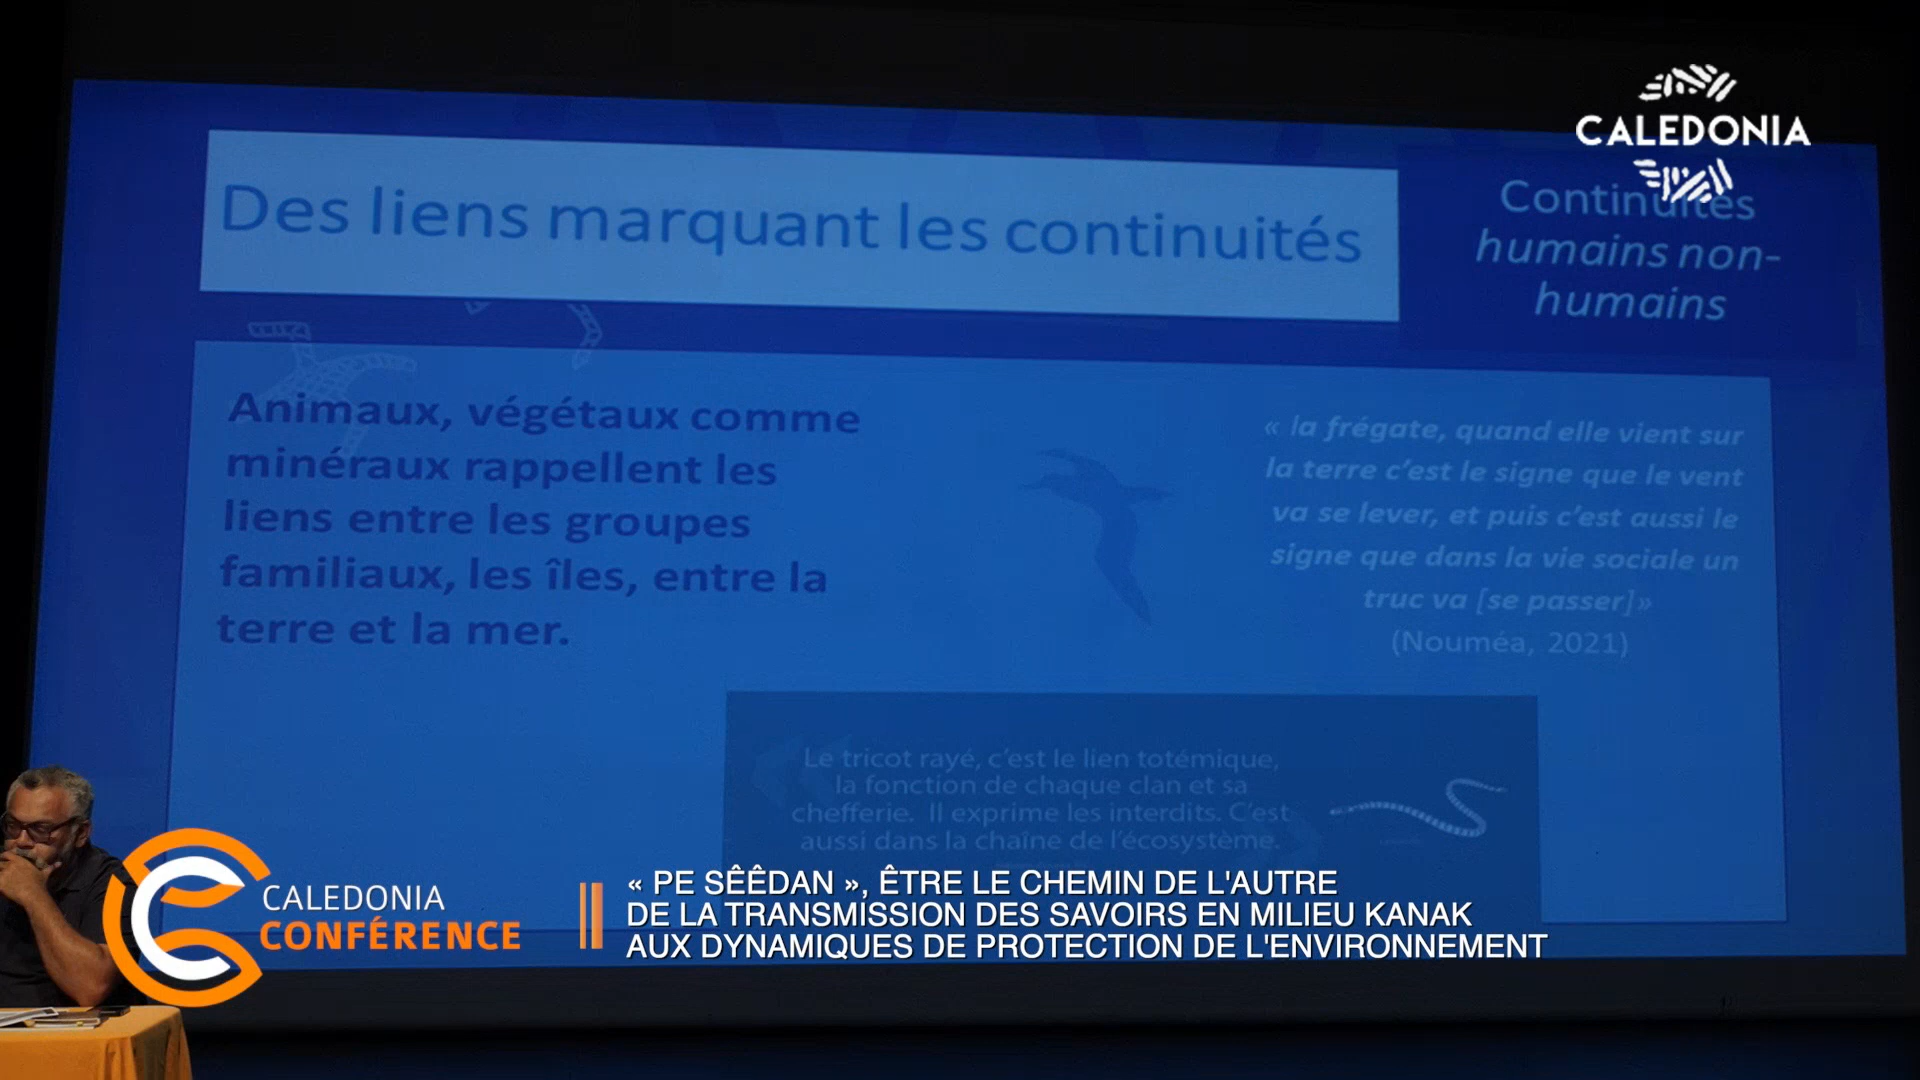 CALEDONIA
Des liens marquant les continuités
Continuités
humains non-
humains
Animaux, végétaux comme
minéraux rappellent les
liens entre les groupes
familiaux, les îles, entre la
terre et la mer.
« la frégate, quand elle vient sur
la terre c’est le signe que le vent
va se lever, et puis c’est aussi le
signe que dans la vie sociale un
truc va [se passer]»
(Nouméa, 2021)
Le tricot rayé, c’est le lien totémique,
la fonction de chaque clan et sa
chefferie. Il exprime les interdits. C’est
aussi dans la chaîne de l’écosystème.
CALEDONIA
CONFÉRENCE
« PE SÊÊDAN », ÊTRE LE CHEMIN DE L'AUTRE
DE LA TRANSMISSION DES SAVOIRS EN MILIEU KANAK
AUX DYNAMIQUES DE PROTECTION DE L'ENVIRONNEMENT